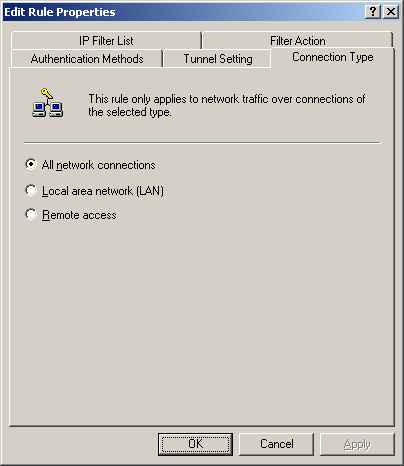 Edit Rule Properties
IP Filter List
Filter Action
Authentication Methods
Tunnel Setting
Connection Type
This rule only applies to network traffic over connections of
the selected type.
All network connections
Local area network (LAN)
Remote access
OK
Cancel
Apply